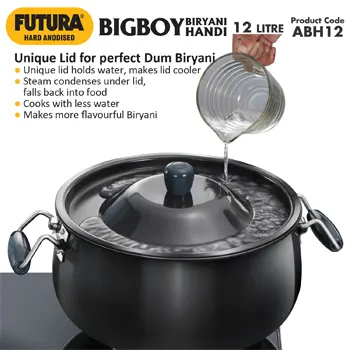 FUTURA
HARD ANODISED
BIGBOY BIRYANI HANDI 12 LITRE
Product Code
ABH12
Unique Lid for perfect Dum Biryani
• Unique lid holds water, makes lid cooler
• Steam condenses under lid,
falls back into food
• Cooks with less water
• Makes more flavourful Biryani